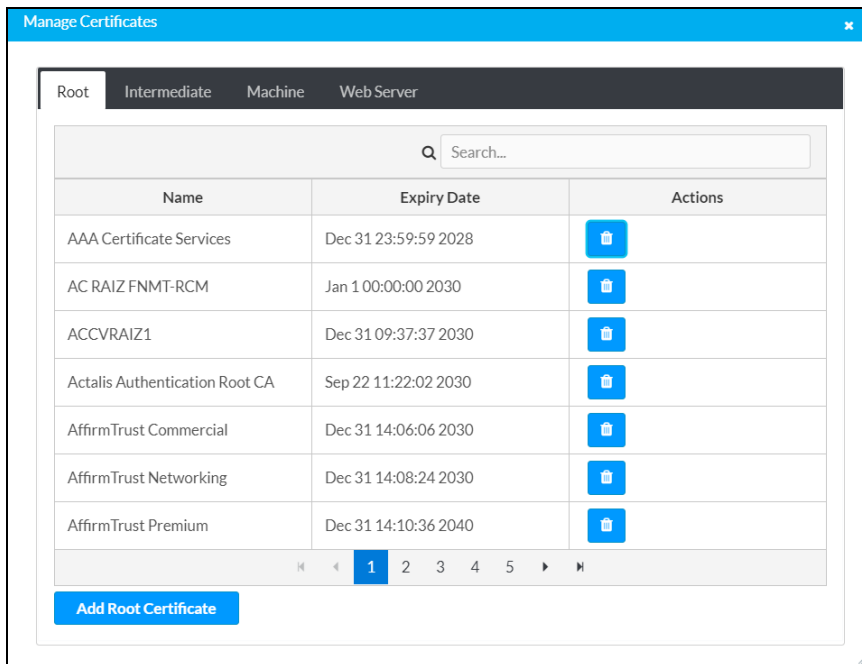 Manage Certificates
Root Intermediate Machine Web Server
Search...
Name Expiry Date Actions
AAA Certificate Services Dec 31 23:59:59 2028
AC RAIZ FNMT-RCM Jan 1 00:00:00 2030
ACCVRAIZ1 Dec 31 09:37:37 2030
Actalis Authentication Root CA Sep 22 11:22:02 2030
AffirmTrust Commercial Dec 31 14:06:06 2030
AffirmTrust Networking Dec 31 14:08:24 2030
AffirmTrust Premium Dec 31 14:10:36 2040
1 2 3 4 5
Add Root Certificate